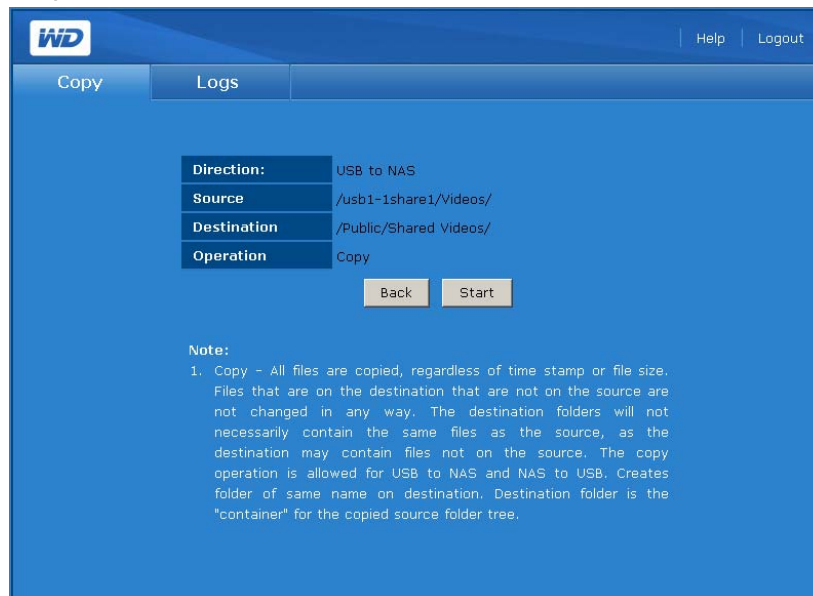 WD
Help
Logout
Copy
Logs
Direction: USB to NAS
Source /usb1-1share1/Videos/
Destination /Public/Shared Videos/
Operation Copy
Back Start
Note:
1. Copy - All files are copied, regardless of time stamp or file size.
Files that are on the destination that are not on the source are
not changed in any way. The destination folders will not
necessarily contain the same files as the source, as the
destination may contain files not on the source. The copy
operation is allowed for USB to NAS and NAS to USB. Creates
folder of same name on destination. Destination folder is the
"container" for the copied source folder tree.